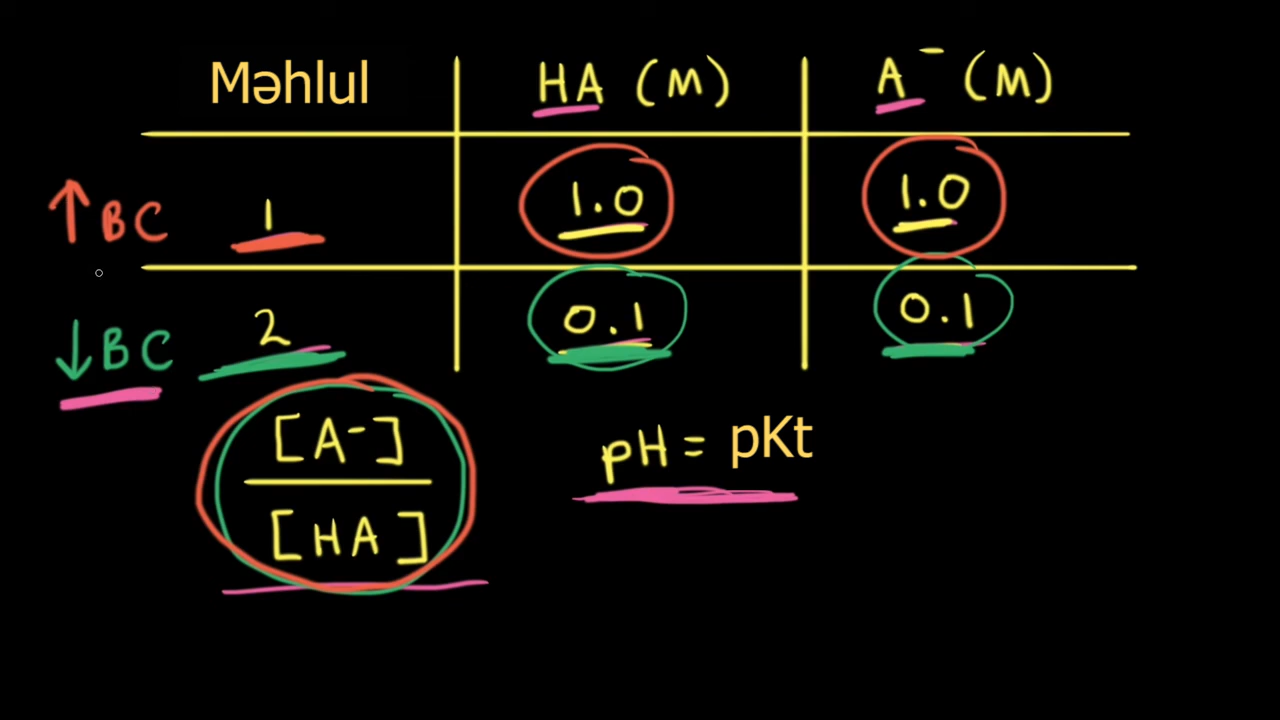 Məhlul HA (M) A⁻ (M)
↑BC 1 1.0 1.0
↓BC 2 0.1 0.1
[A⁻]
[HA]
pH = pKt